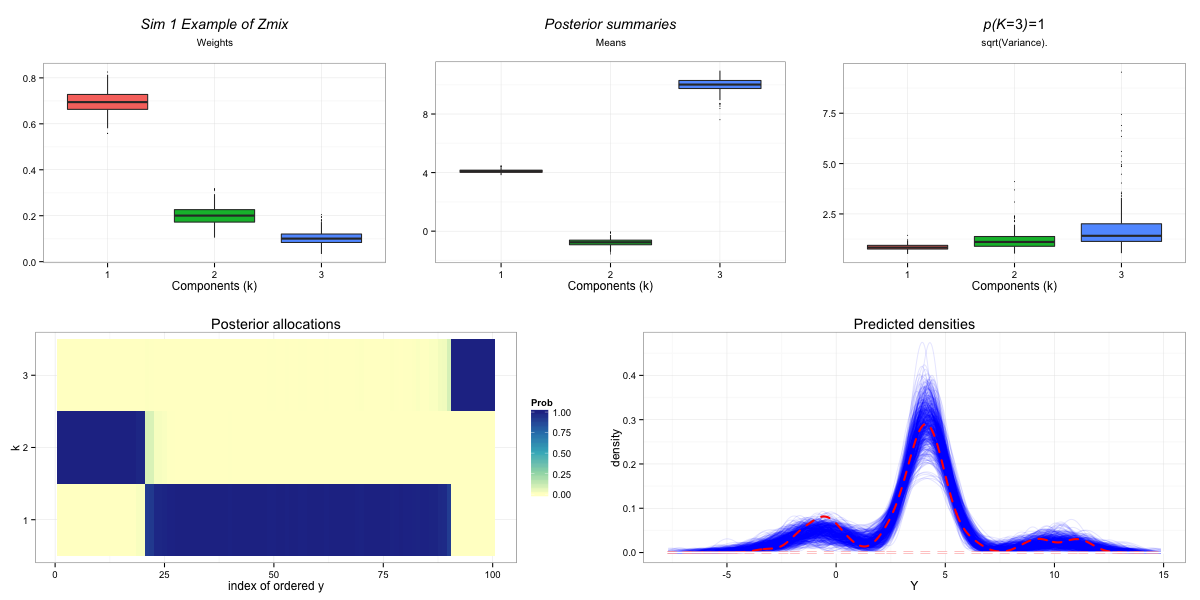 Sim 1 Example of Zmix
Weights
0.8
0.6
0.4
0.2
0.0
1 2 3
Components (k)
Posterior summaries
Means
8
4
0
1 2 3
Components (k)
p(K=3)=1
sqrt(Variance).
7.5
5.0
2.5
1 2 3
Components (k)
Posterior allocations
3
2
1
k
0 25 50 75 100
index of ordered y
Prob
1.00
0.75
0.50
0.25
0.00
Predicted densities
0.4
0.3
0.2
0.1
0.0
density
-5 0 5 10 15
Y